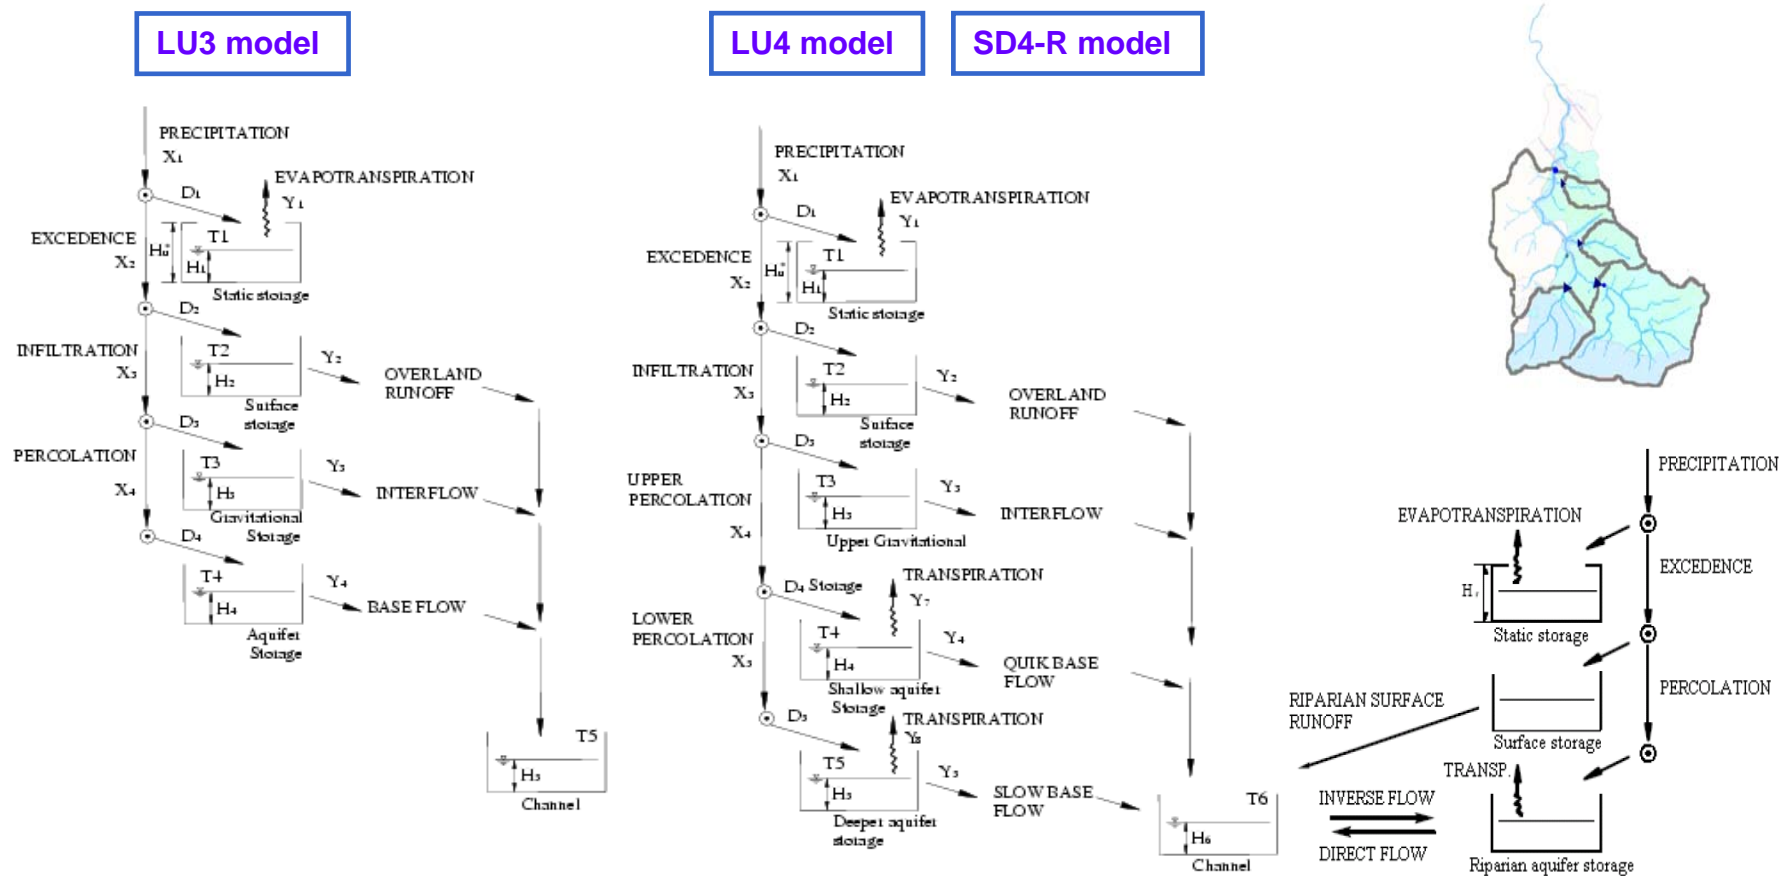 LU3 model
LU4 model
SD4-R model
PRECIPITATION
X1
D1
EVAPOTRANSPIRATION
Y1
EXCEDENCE
X2
Hu*
T1
H1
Static storage
D2
INFILTRATION
X3
T2
H2
Surface
storage
Y2
OVERLAND
RUNOFF
D3
PERCOLATION
X4
T3
H3
Gravitational
Storage
Y3
INTERFLOW
D4
T4
H4
Aquifer
Storage
Y4
BASE FLOW
T5
H5
Channel
PRECIPITATION
X1
D1
EVAPOTRANSPIRATION
Y1
EXCEDENCE
X2
Hu*
T1
H1
Static storage
D2
INFILTRATION
X3
T2
H2
Surface
storage
Y2
OVERLAND
RUNOFF
D3
UPPER
PERCOLATION
X4
T3
H3
Upper Gravitational
Storage
Y3
INTERFLOW
D4
TRANSPIRATION
Y7
LOWER
PERCOLATION
X5
T4
H4
Shallow aquifer
Storage
Y4
QUIK BASE
FLOW
D5
TRANSPIRATION
Y8
T5
H5
Deeper aquifer
storage
Y5
SLOW BASE
FLOW
T6
H6
Channel
PRECIPITATION
EVAPOTRANSPIRATION
EXCEDENCE
Static storage
PERCOLATION
RIPARIAN SURFACE
RUNOFF
Surface storage
TRANSP.
INVERSE FLOW
DIRECT FLOW
Riparian aquifer storage